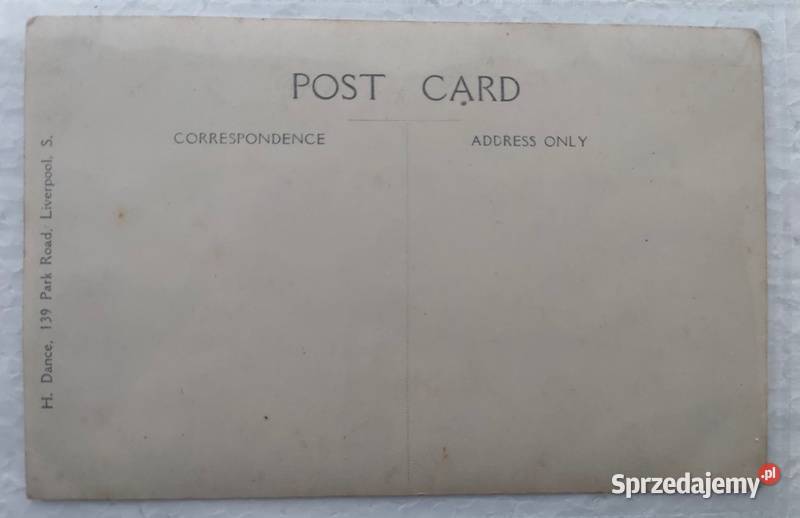 POST CARD
CORRESPONDENCE
ADDRESS ONLY
H. Dance, 139 Park Road, Liverpool, S.
Sprzedajemy.pl